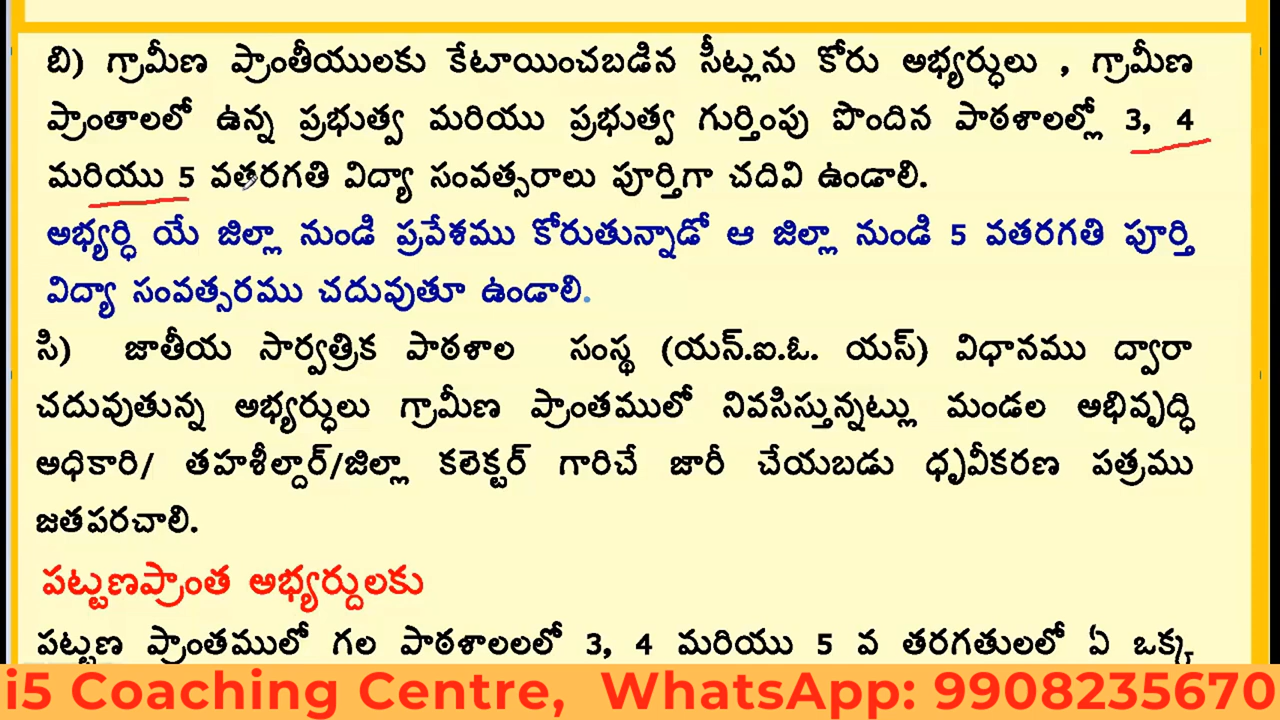 బి) గ్రామీణ ప్రాంతీయులకు కేటాయించబడిన సీట్లను కోరు అభ్యర్ధులు , గ్రామీణ
ప్రాంతాలలో ఉన్న ప్రభుత్వ మరియు ప్రభుత్వ గుర్తింపు పొందిన పాఠశాలల్లో 3, 4
మరియు 5 వతరగతి విద్యా సంవత్సరాలు పూర్తిగా చదివి ఉండాలి.
అభ్యర్ధి యే జిల్లా నుండి ప్రవేశము కోరుతున్నాడో ఆ జిల్లా నుండి 5 వతరగతి పూర్తి
విద్యా సంవత్సరము చదువుతూ ఉండాలి.
సి) జాతీయ సార్వత్రిక పాఠశాల సంస్థ (యన్.ఐ.ఓ. యస్) విధానము ద్వారా
చదువుతున్న అభ్యర్ధులు గ్రామీణ ప్రాంతములో నివసిస్తున్నట్లు మండల అభివృద్ధి
అధికారి/ తహశీల్దార్/జిల్లా కలెక్టర్ గారిచే జారీ చేయబడు ధృవీకరణ పత్రము
జతపరచాలి.
పట్టణప్రాంత అభ్యర్దులకు
పట్టణ ప్రాంతములో గల పాఠశాలలలో 3, 4 మరియు 5 వ తరగతులలో ఏ ఒక్క
i5 Coaching Centre, WhatsApp: 9908235670